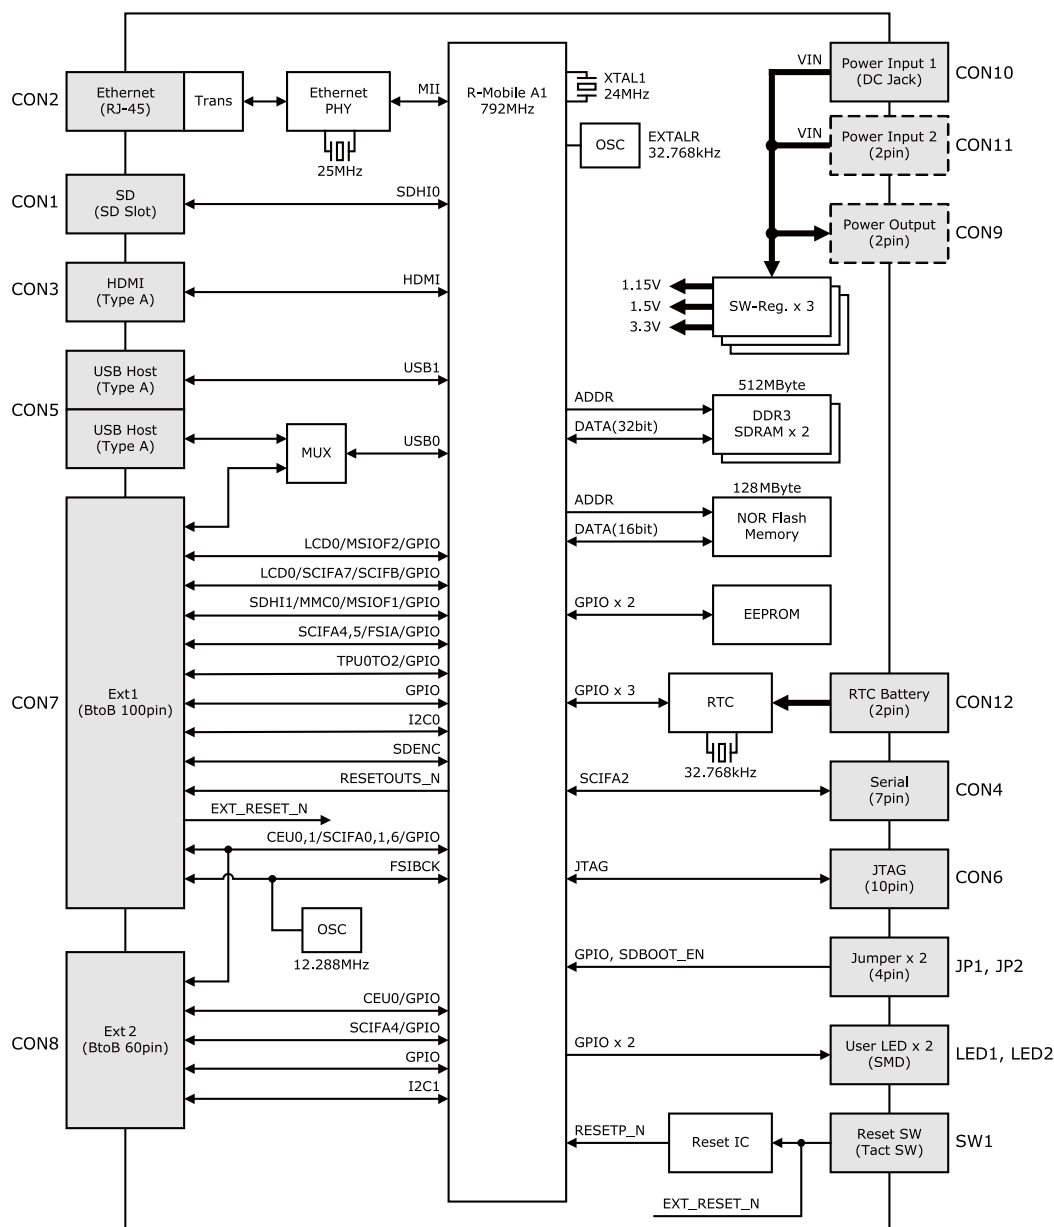 CON2
Ethernet
(RJ-45)
Trans
Ethernet
PHY
25MHz
MII
CON1
SD
(SD Slot)
SDHI0
CON3
HDMI
(Type A)
HDMI
CON5
USB Host
(Type A)
USB1
USB Host
(Type A)
MUX
USB0
CON7
Ext1
(BtoB 100pin)
LCD0/MSIOF2/GPIO
LCD0/SCIFA7/SCIFB/GPIO
SDHI1/MMC0/MSIOF1/GPIO
SCIFA4,5/FSIA/GPIO
TPU0TO2/GPIO
GPIO
I2C0
SDENC
RESETOUTS_N
EXT_RESET_N
CEU0,1/SCIFA0,1,6/GPIO
FSIBCK
OSC
12.288MHz
CON8
Ext 2
(BtoB 60pin)
CEU0/GPIO
SCIFA4/GPIO
GPIO
I2C1
R-Mobile A1
792MHz
XTAL1
24MHz
OSC
EXTALR
32.768kHz
VIN
Power Input 1
(DC Jack)
CON10
VIN
Power Input 2
(2pin)
CON11
Power Output
(2pin)
CON9
1.15V
1.5V
3.3V
SW-Reg. x 3
512MByte
ADDR
DATA(32bit)
DDR3
SDRAM x 2
128MByte
ADDR
DATA(16bit)
NOR Flash
Memory
GPIO x 2
EEPROM
GPIO x 3
RTC
32.768kHz
RTC Battery
(2pin)
CON12
SCIFA2
Serial
(7pin)
CON4
JTAG
JTAG
(10pin)
CON6
GPIO, SDBOOT_EN
Jumper x 2
(4pin)
JP1, JP2
GPIO x 2
User LED x 2
(SMD)
LED1, LED2
RESETP_N
Reset IC
Reset SW
(Tact SW)
SW1
EXT_RESET_N